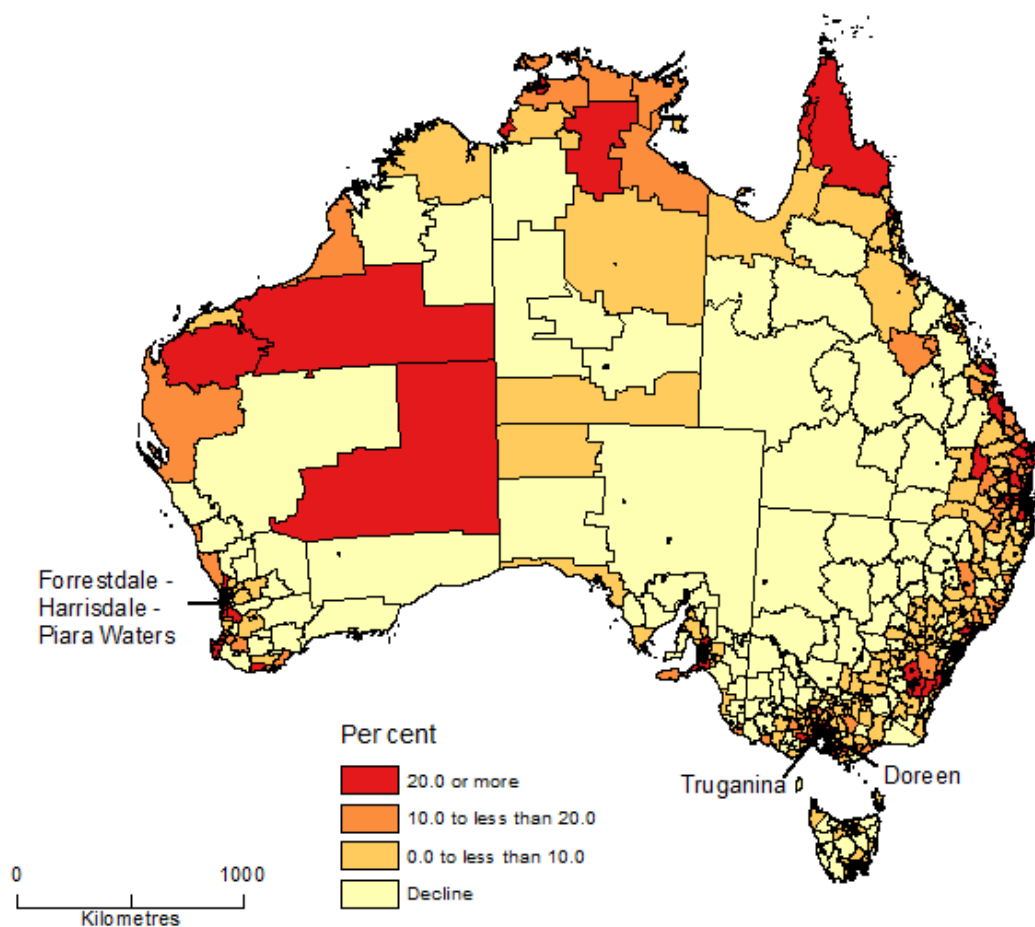 Forrestdale -
Harrisdale -
Piara Waters
Per cent
20.0 or more
10.0 to less than 20.0
0.0 to less than 10.0
Decline
Truganina
Doreen
0 1000
Kilometres